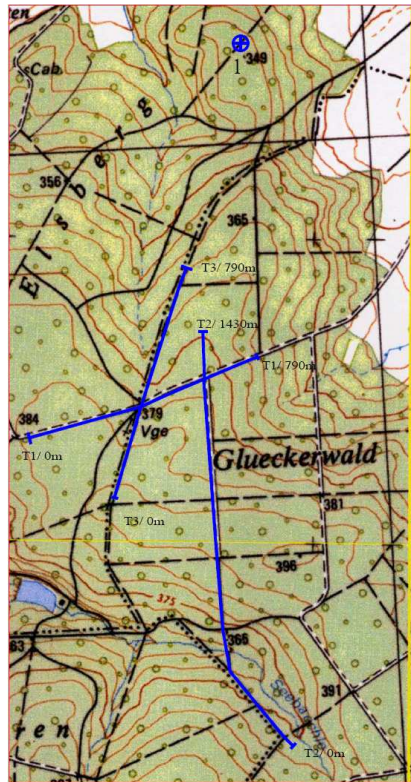 en
Cab
349
1
356
Elsberg
365
T3/ 790m
T2/ 1430m
T1/ 790m
384
379
Vge
T1/ 0m
Glueckerwald
T3/ 0m
381
396
375
366
63
391
ren
T2/ 0m